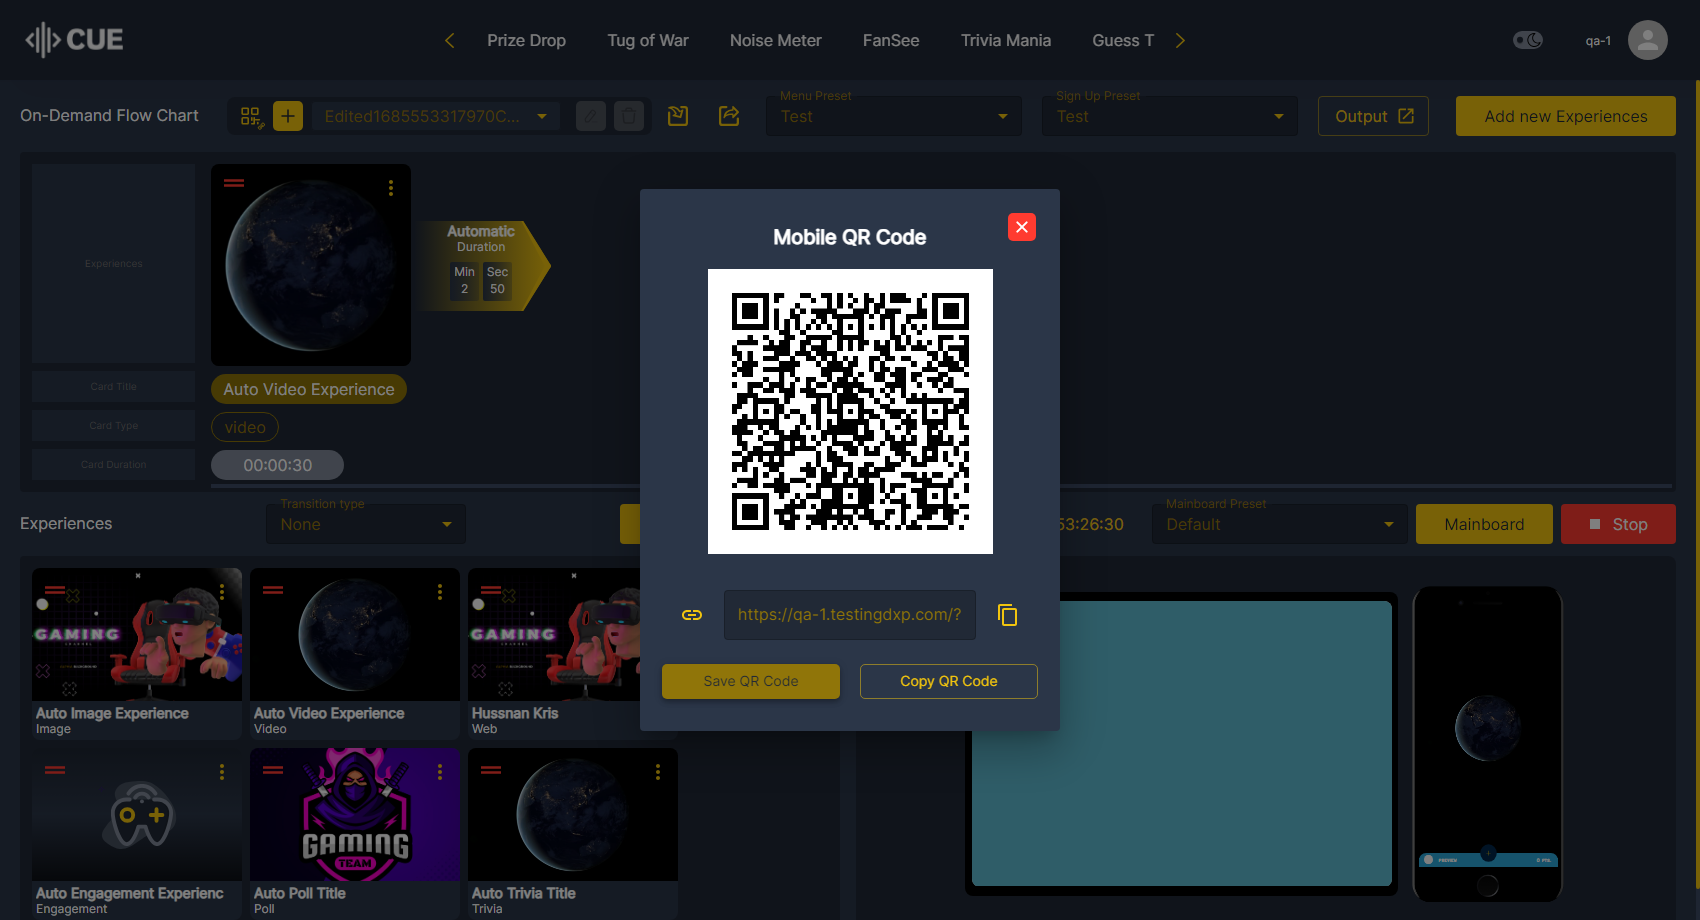 CUE
Prize Drop
Tug of War
Noise Meter
FanSee
Trivia Mania
Guess T
qa-1
On-Demand Flow Chart
Edited1685553317970C...
Menu Preset
Test
Sign Up Preset
Test
Output
Add new Experiences
Experiences
Automatic
Duration
Min
2
Sec
50
Card Title
Auto Video Experience
Card Type
video
Card Duration
00:00:30
Mobile QR Code
https://qa-1.testingdxp.com/?
Save QR Code
Copy QR Code
Experiences
Transition type
None
53:26:30
Mainboard Preset
Default
Mainboard
Stop
GAMING
Auto Image Experience
Image
Auto Video Experience
Video
GAMING
Hussnan Kris
Web
Auto Engagement Experienc
Engagement
GAMING
TEAM
Auto Poll Title
Poll
Auto Trivia Title
Trivia
PREVIEW
0 PTS.